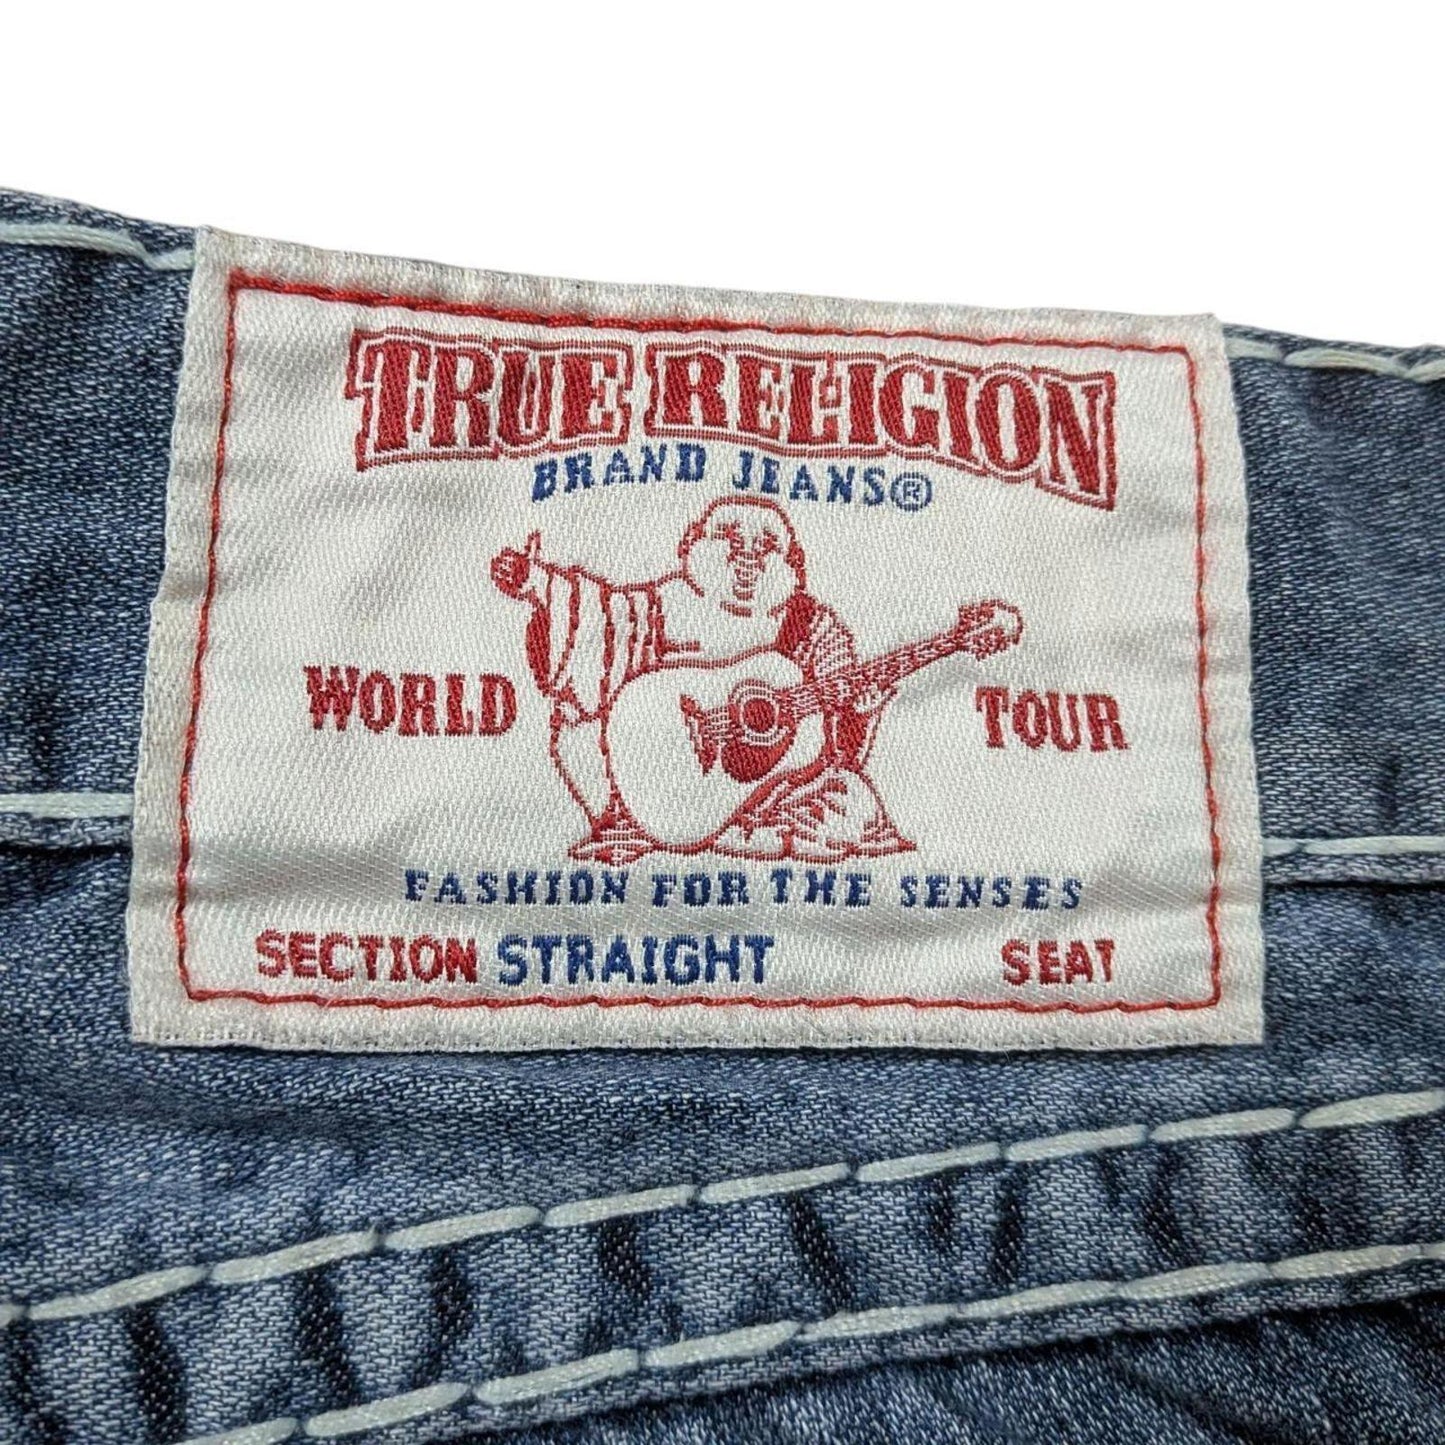 TRUE RELIGION
BRAND JEANS®
WORLD TOUR
FASHION FOR THE SENSES
SECTION STRAIGHT SEAT